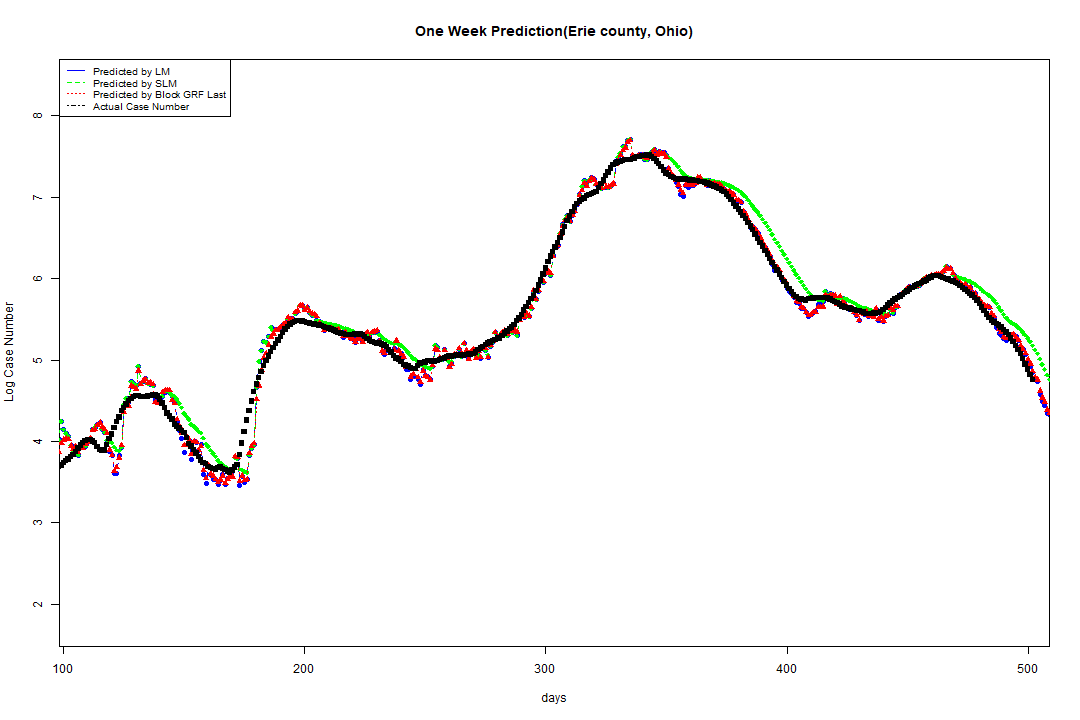 One Week Prediction(Erie county, Ohio)
Predicted by LM
Predicted by SLM
Predicted by Block GRF Last
Actual Case Number
8
7
6
5
4
3
2
Log Case Number
100 200 300 400 500
days